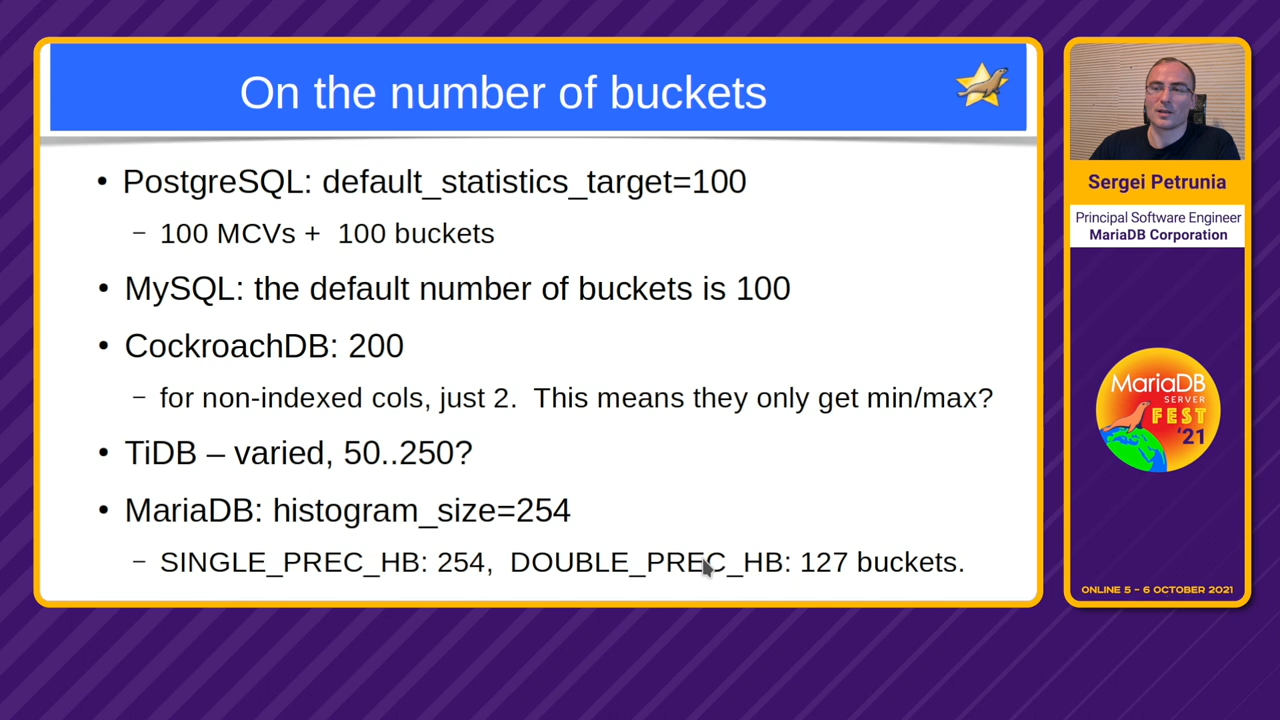 On the number of buckets
• PostgreSQL: default_statistics_target=100
– 100 MCVs + 100 buckets
• MySQL: the default number of buckets is 100
• CockroachDB: 200
– for non-indexed cols, just 2. This means they only get min/max?
• TiDB – varied, 50..250?
• MariaDB: histogram_size=254
– SINGLE_PREC_HB: 254, DOUBLE_PREC_HB: 127 buckets.
Sergei Petrunia
Principal Software Engineer
MariaDB Corporation
MariaDB
SERVER
FEST
'21
ONLINE 5 - 6 OCTOBER 2021